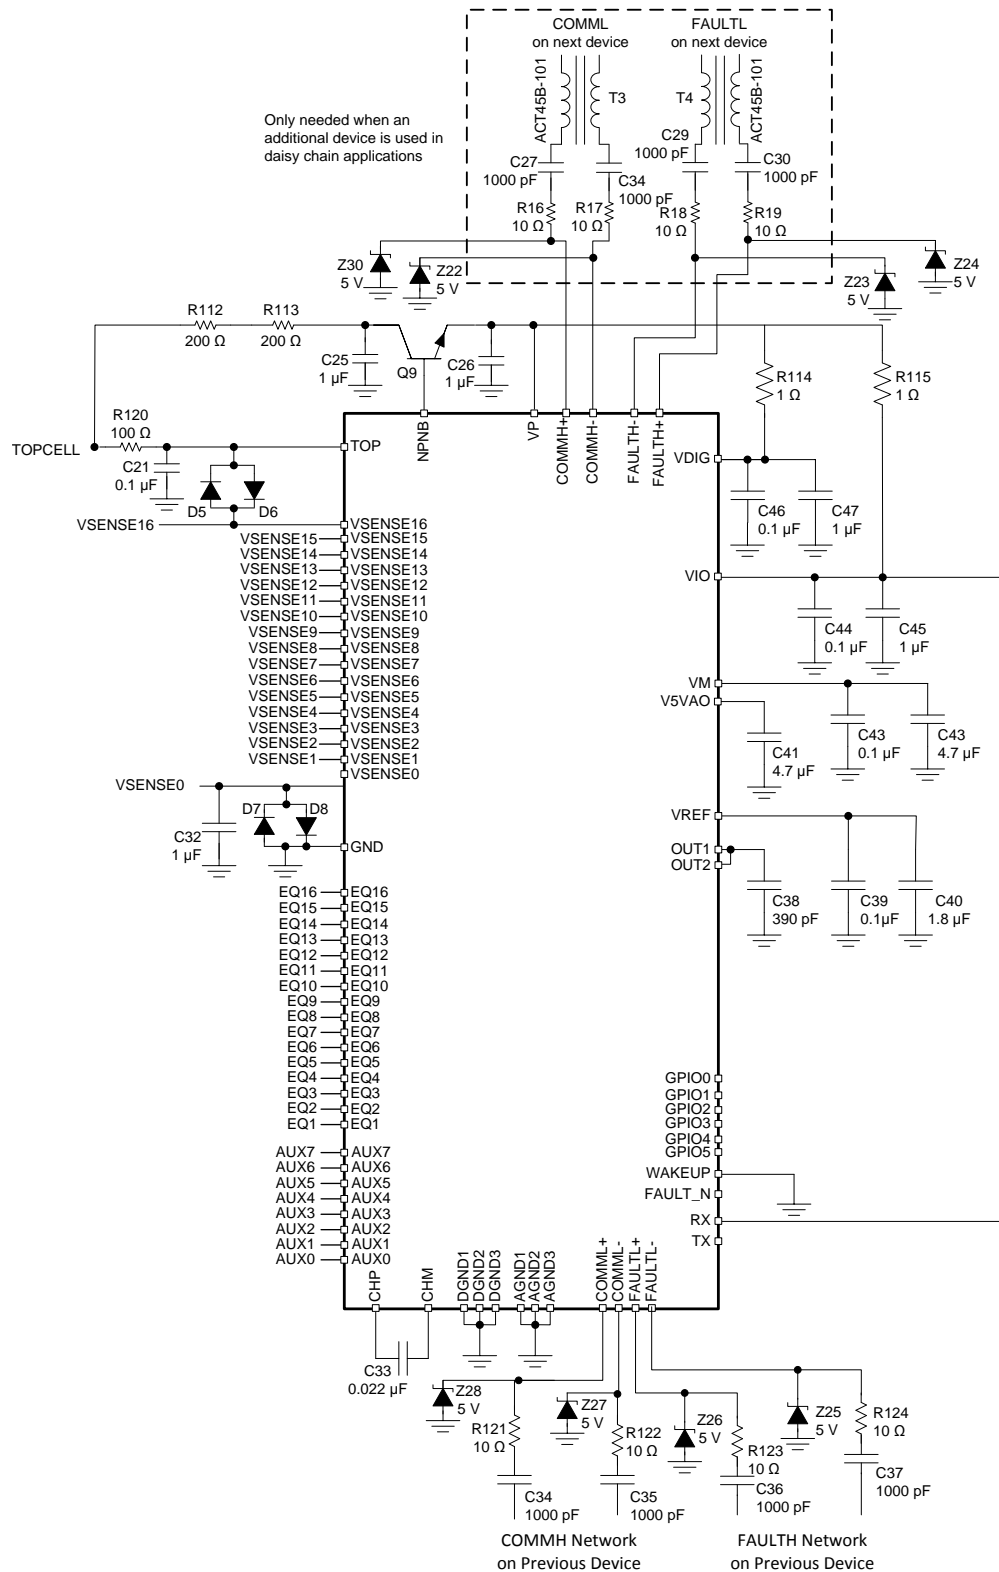 COMML
on next device
FAULTL
on next device
ACT45B-101
T3
T4
ACT45B-101
Only needed when an
additional device is used in
daisy chain applications
C27
1000 pF
C34
1000 pF
C29
1000 pF
C30
1000 pF
R16
10 Ω
R17
10 Ω
R18
10 Ω
R19
10 Ω
Z30
5 V
Z22
5 V
Z23
5 V
Z24
5 V
R112
200 Ω
R113
200 Ω
C25
1 µF
Q9
C26
1 µF
R114
1 Ω
R115
1 Ω
TOPCELL
R120
100 Ω
C21
0.1 µF
D5
D6
TOP
NPNB
VP
COMMH+
COMMH-
FAULTH-
FAULTH+
VDIG
C46
0.1 µF
C47
1 µF
VSENSE16
VSENSE16
VSENSE15
VSENSE15
VSENSE14
VSENSE14
VSENSE13
VSENSE13
VSENSE12
VSENSE12
VSENSE11
VSENSE11
VSENSE10
VSENSE10
VSENSE9
VSENSE9
VSENSE8
VSENSE8
VSENSE7
VSENSE7
VSENSE6
VSENSE6
VSENSE5
VSENSE5
VSENSE4
VSENSE4
VSENSE3
VSENSE3
VSENSE2
VSENSE2
VSENSE1
VSENSE1
VSENSE0
VSENSE0
VIO
C44
0.1 µF
C45
1 µF
VM
V5VAO
C41
4.7 µF
C43
0.1 µF
C43
4.7 µF
C32
1 µF
D7
D8
GND
VREF
OUT1
OUT2
C38
390 pF
C39
0.1µF
C40
1.8 µF
EQ16
EQ16
EQ15
EQ15
EQ14
EQ14
EQ13
EQ13
EQ12
EQ12
EQ11
EQ11
EQ10
EQ10
EQ9
EQ9
EQ8
EQ8
EQ7
EQ7
EQ6
EQ6
EQ5
EQ5
EQ4
EQ4
EQ3
EQ3
EQ2
EQ2
EQ1
EQ1
GPIO0
GPIO1
GPIO2
GPIO3
GPIO4
GPIO5
WAKEUP
FAULT_N
RX
TX
AUX7
AUX7
AUX6
AUX6
AUX5
AUX5
AUX4
AUX4
AUX3
AUX3
AUX2
AUX2
AUX1
AUX1
AUX0
AUX0
CHP
CHM
DGND1
DGND2
DGND3
AGND1
AGND2
AGND3
COMML+
COMML-
FAULTL+
FAULTL-
C33
0.022 µF
Z28
5 V
R121
10 Ω
Z27
5 V
R122
10 Ω
Z26
5 V
R123
10 Ω
Z25
5 V
R124
10 Ω
C34
1000 pF
C35
1000 pF
C36
1000 pF
C37
1000 pF
COMMH Network
on Previous Device
FAULTH Network
on Previous Device